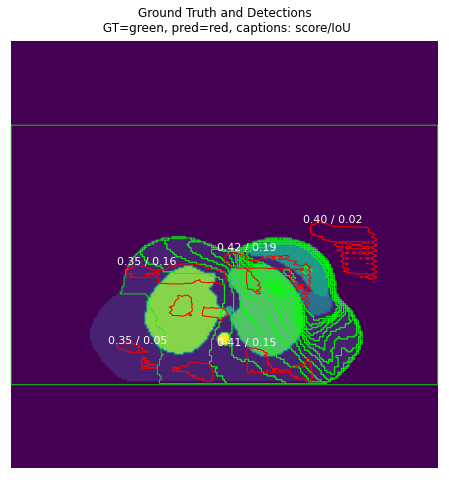 Ground Truth and Detections
GT=green, pred=red, captions: score/IoU
0.40 / 0.02
0.42 / 0.19
0.35 / 0.16
0.35 / 0.05
0.41 / 0.15